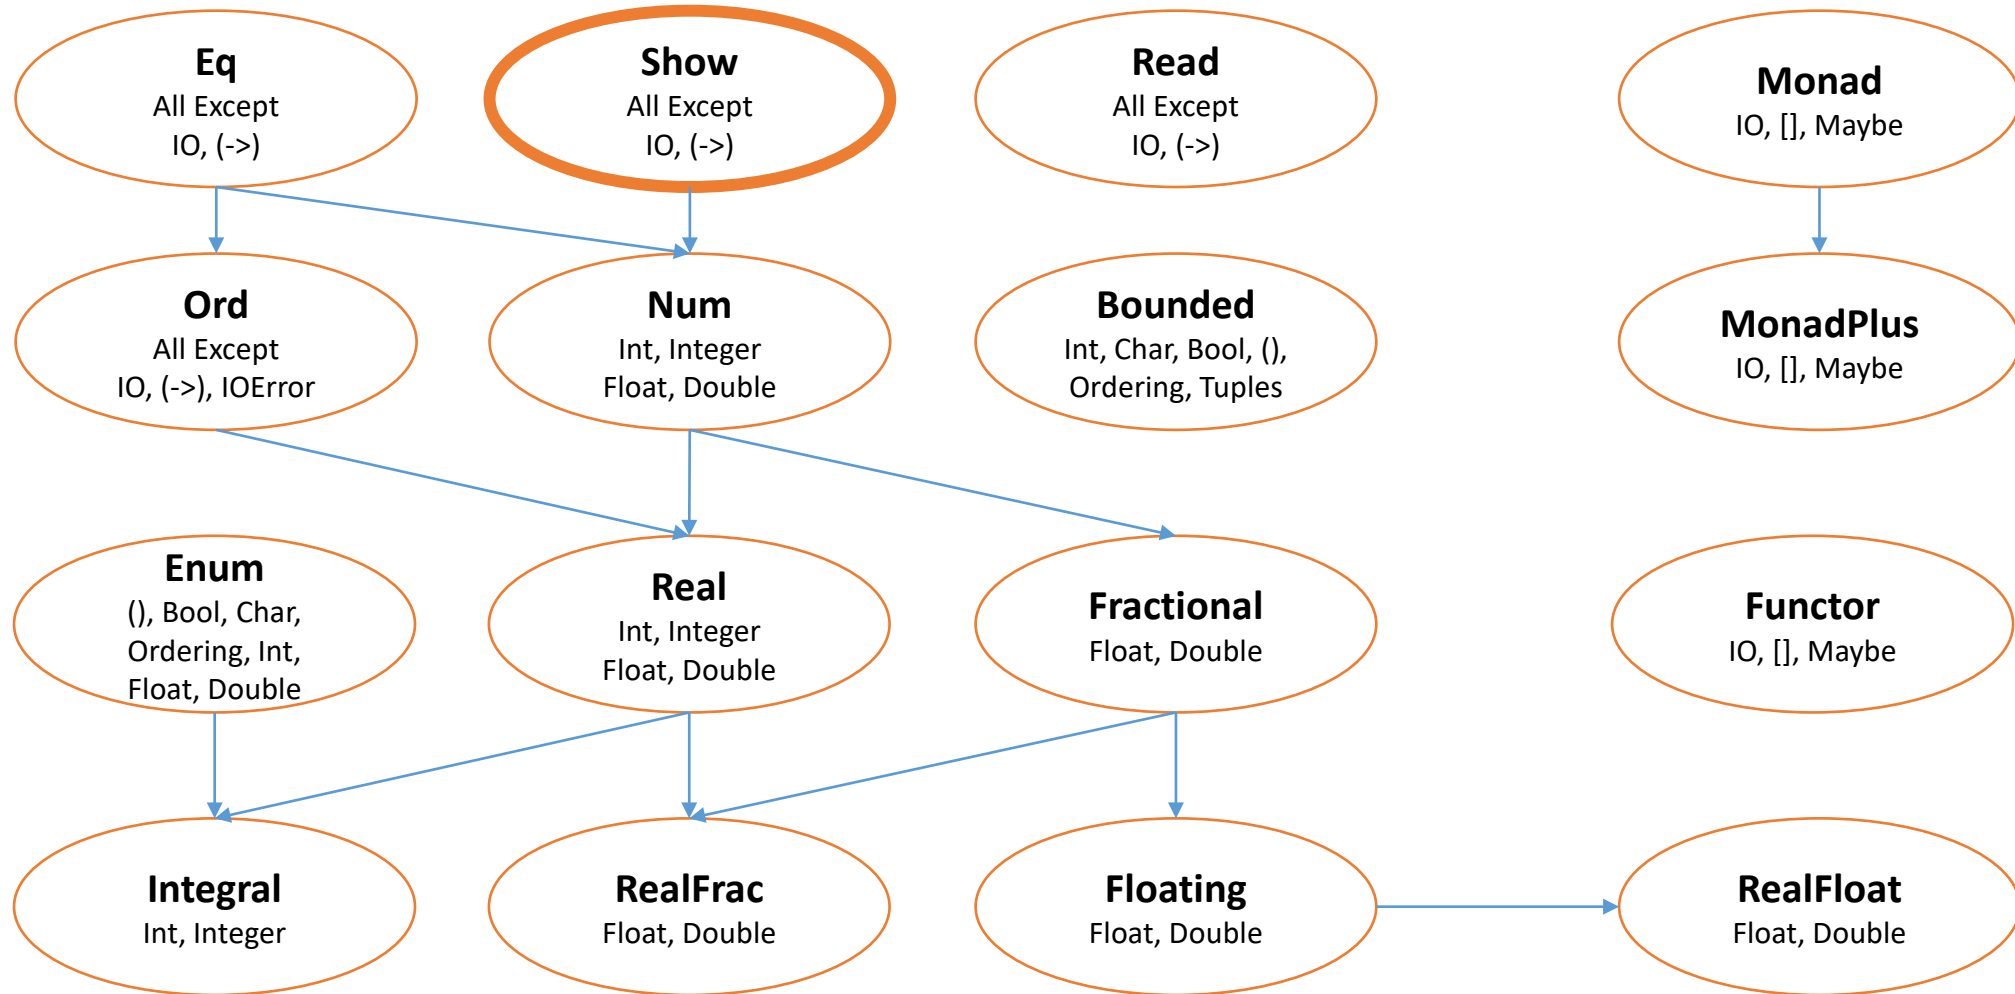 Eq
All Except
IO, (->)
Show
All Except
IO, (->)
Read
All Except
IO, (->)
Monad
IO, [], Maybe
Ord
All Except
IO, (->), IOError
Num
Int, Integer
Float, Double
Bounded
Int, Char, Bool, (),
Ordering, Tuples
MonadPlus
IO, [], Maybe
Enum
(), Bool, Char,
Ordering, Int,
Float, Double
Real
Int, Integer
Float, Double
Fractional
Float, Double
Functor
IO, [], Maybe
Integral
Int, Integer
RealFrac
Float, Double
Floating
Float, Double
RealFloat
Float, Double